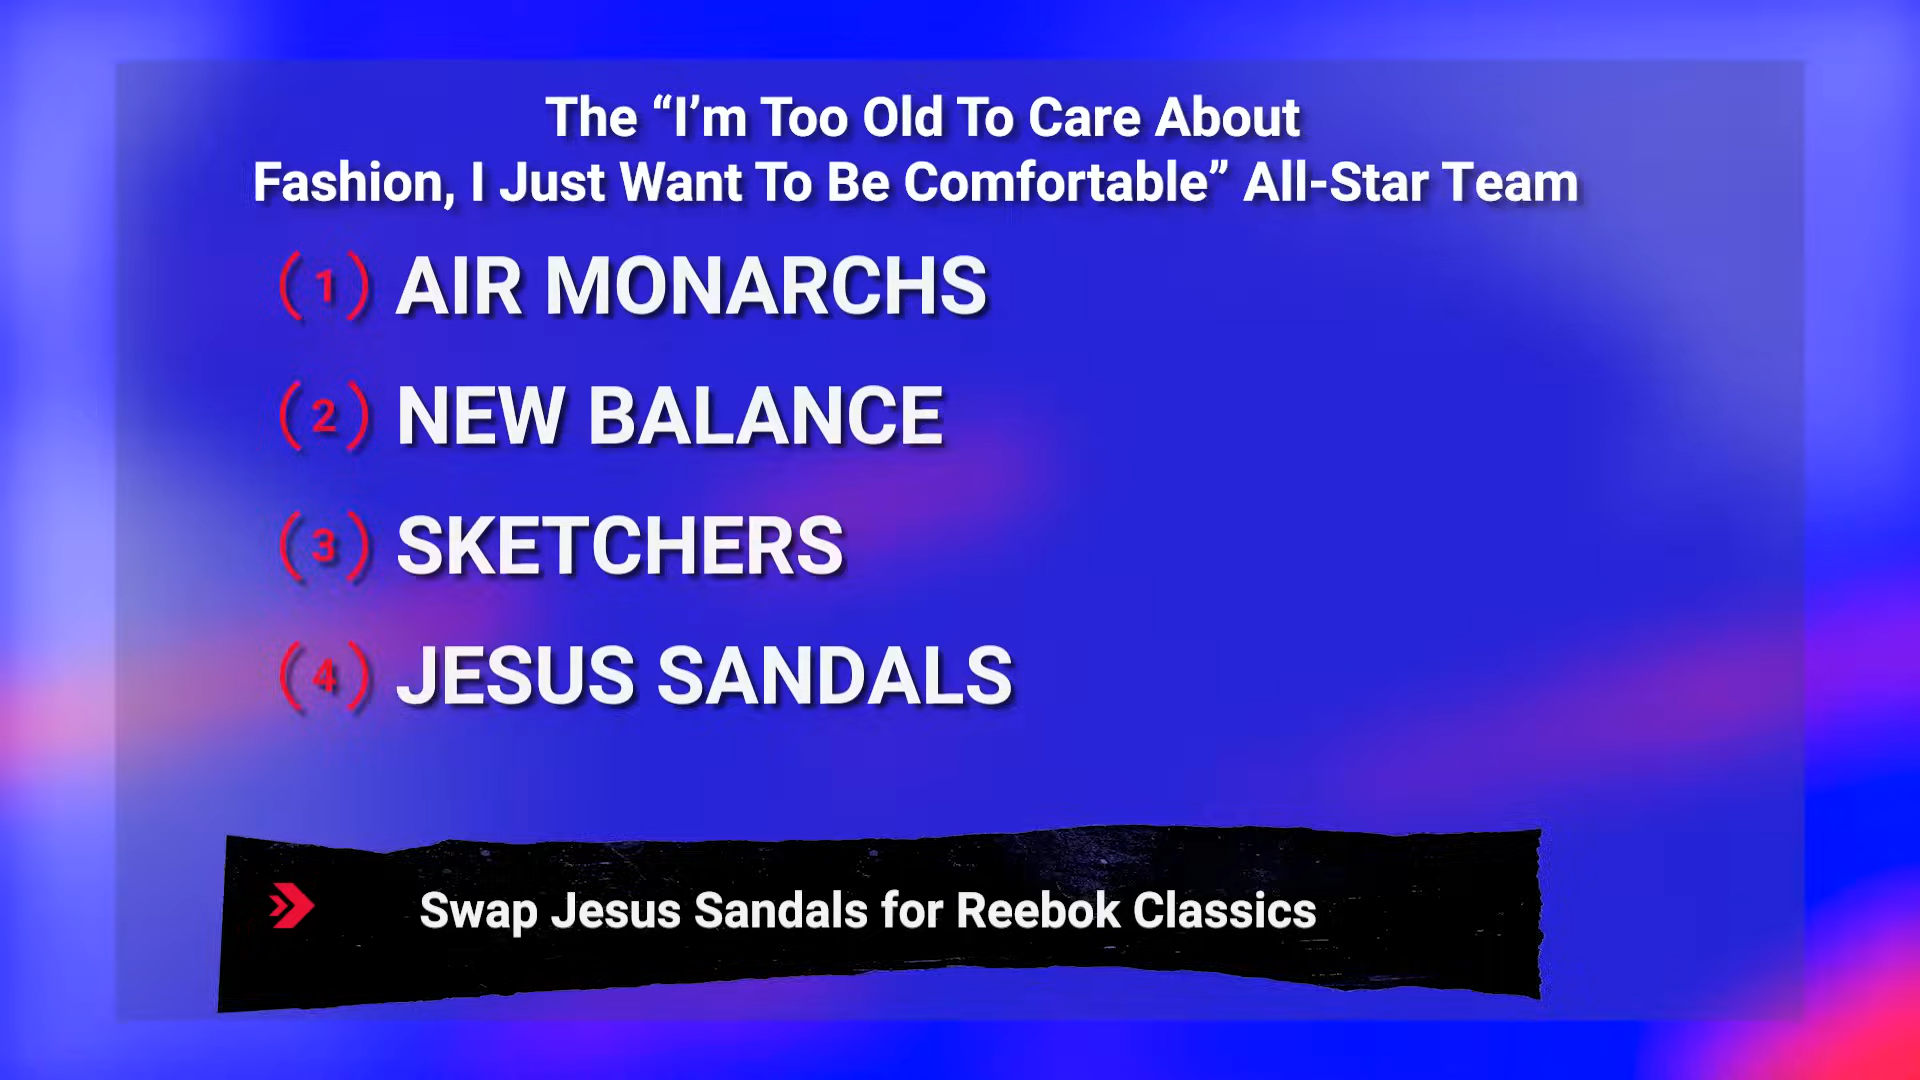 The “I’m Too Old To Care About
Fashion, I Just Want To Be Comfortable” All-Star Team
(1) AIR MONARCHS
(2) NEW BALANCE
(3) SKETCHERS
(4) JESUS SANDALS
Swap Jesus Sandals for Reebok Classics